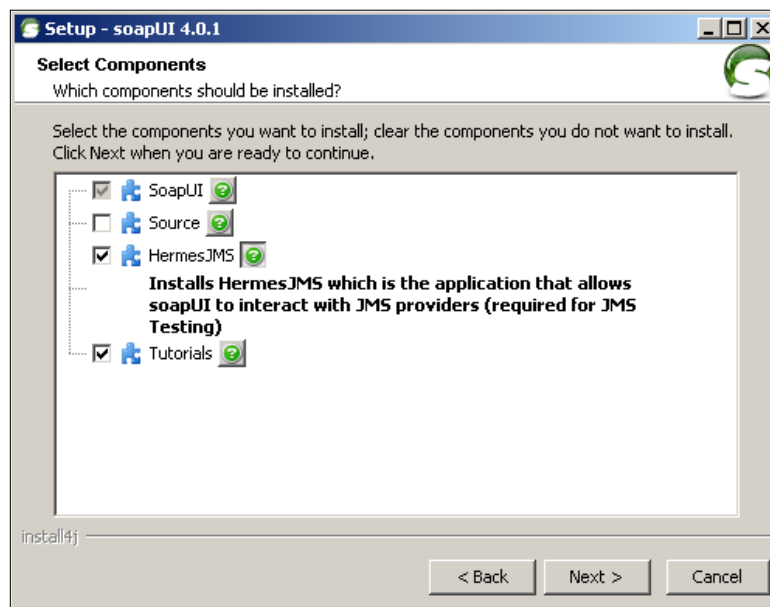 Setup - soapUI 4.0.1
Select Components
Which components should be installed?
Select the components you want to install; clear the components you do not want to install.
Click Next when you are ready to continue.
SoapUI
Source
HermesJMS
Installs HermesJMS which is the application that allows
soapUI to interact with JMS providers (required for JMS
Testing)
Tutorials
install4j
< Back Next > Cancel